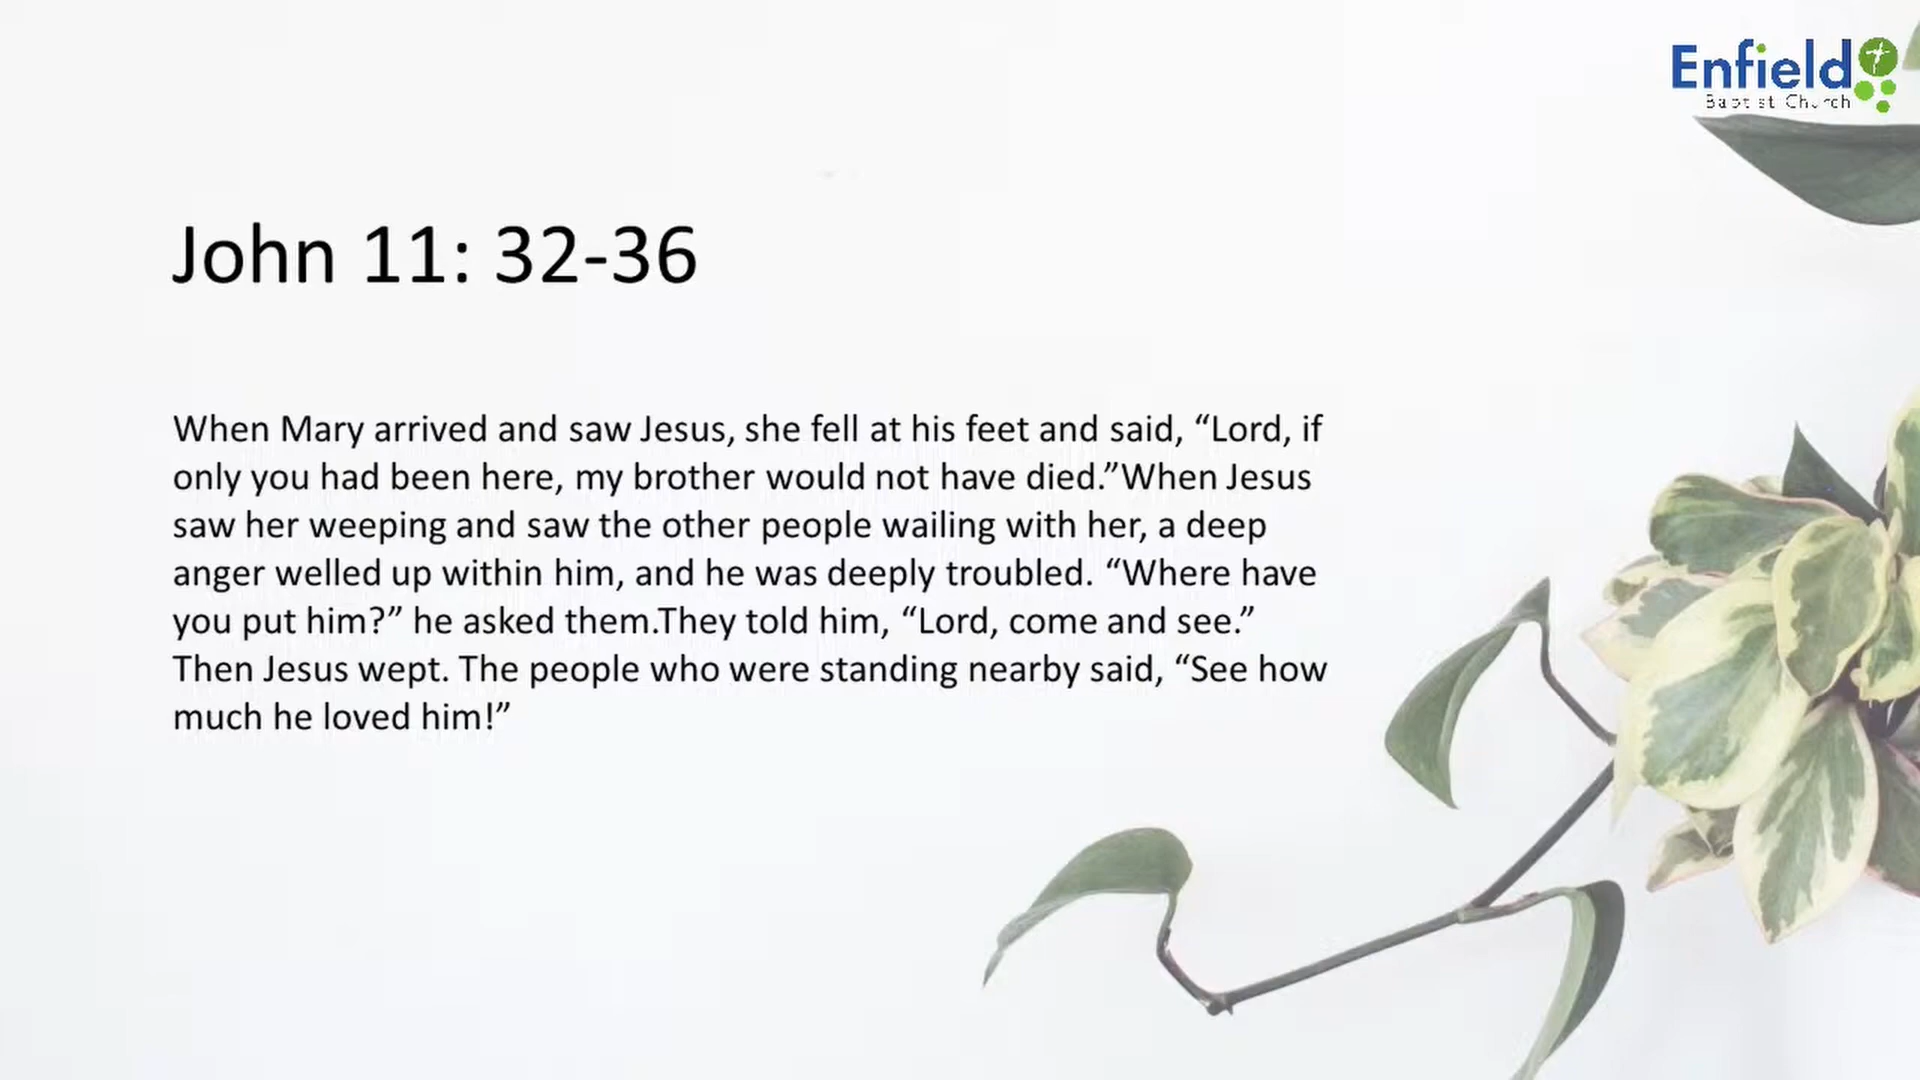 Enfield
Baptist Church
John 11: 32-36
When Mary arrived and saw Jesus, she fell at his feet and said, “Lord, if
only you had been here, my brother would not have died.”When Jesus
saw her weeping and saw the other people wailing with her, a deep
anger welled up within him, and he was deeply troubled. “Where have
you put him?” he asked them.They told him, “Lord, come and see.”
Then Jesus wept. The people who were standing nearby said, “See how
much he loved him!”